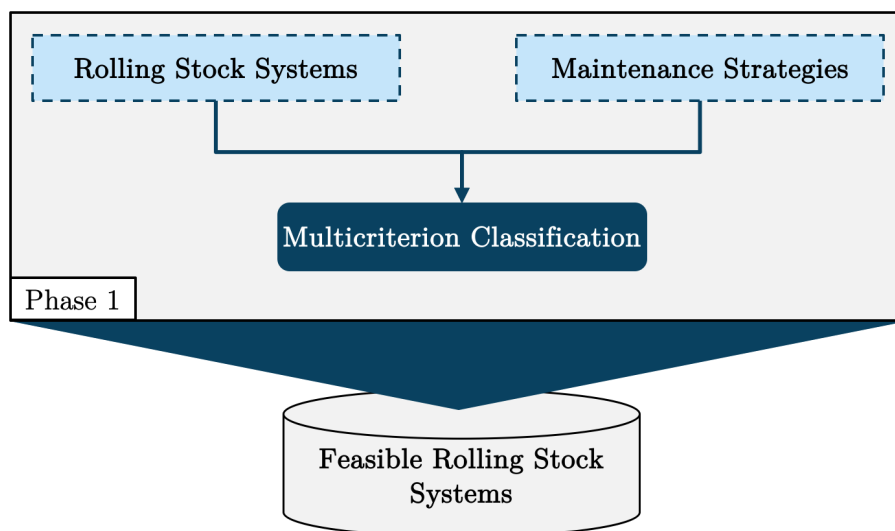 Rolling Stock Systems
Maintenance Strategies
Multicriterion Classification
Phase 1
Feasible Rolling Stock
Systems